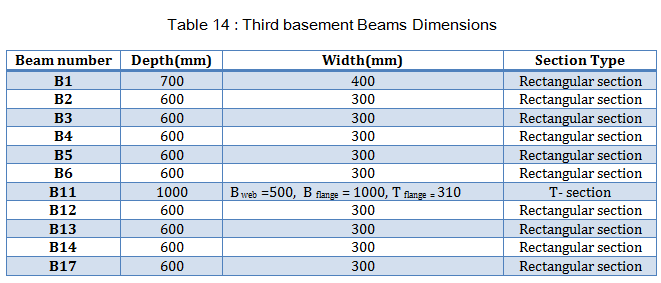 Table 14 : Third basement Beams Dimensions
Beam number Depth(mm) Width(mm) Section Type
B1 700 400 Rectangular section
B2 600 300 Rectangular section
B3 600 300 Rectangular section
B4 600 300 Rectangular section
B5 600 300 Rectangular section
B6 600 300 Rectangular section
B11 1000 B web =500, B flange = 1000, T flange = 310 T- section
B12 600 300 Rectangular section
B13 600 300 Rectangular section
B14 600 300 Rectangular section
B17 600 300 Rectangular section